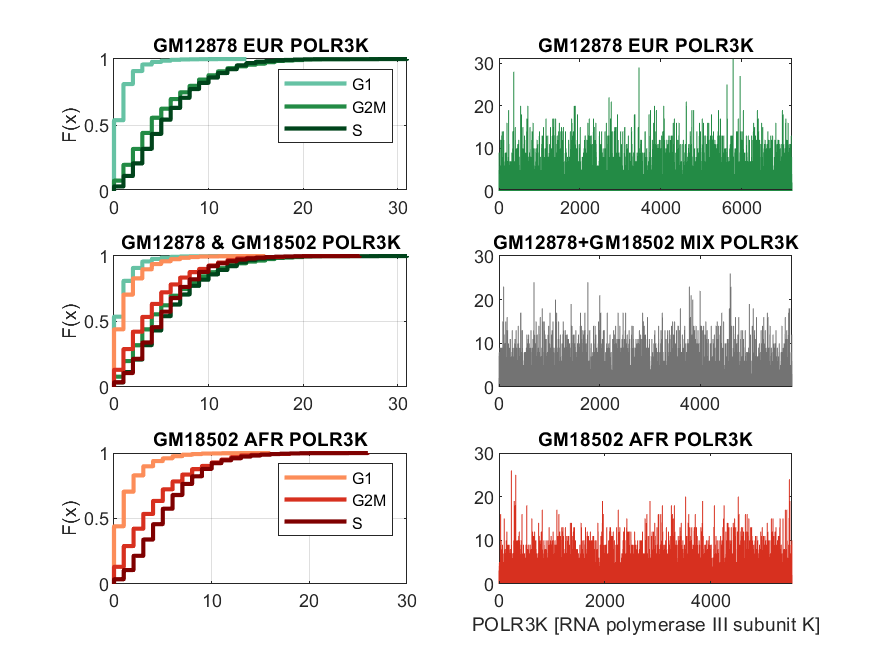 GM12878 EUR POLR3K
F(x)
1
0.5
0
0 10 20 30
G1
G2M
S
GM12878 EUR POLR3K
30
20
10
0
0 2000 4000 6000
GM12878 & GM18502 POLR3K
F(x)
1
0.5
0
0 10 20 30
GM12878+GM18502 MIX POLR3K
30
20
10
0
0 2000 4000
GM18502 AFR POLR3K
F(x)
1
0.5
0
0 10 20 30
G1
G2M
S
GM18502 AFR POLR3K
30
20
10
0
0 2000 4000
POLR3K [RNA polymerase III subunit K]